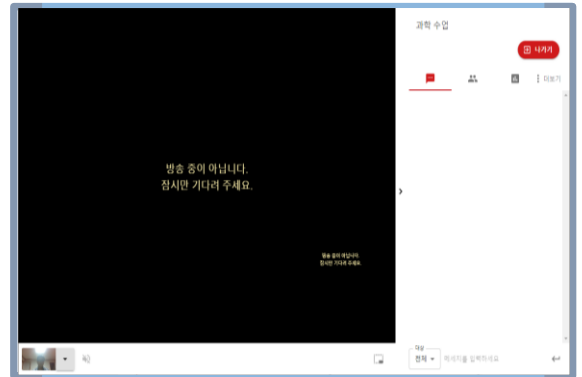 과학 수업
나가기
더보기
방송 중이 아닙니다.
잠시만 기다려 주세요.
방송 중이 아닙니다.
잠시만 기다려 주세요.
대상
전체
메시지를 입력하세요